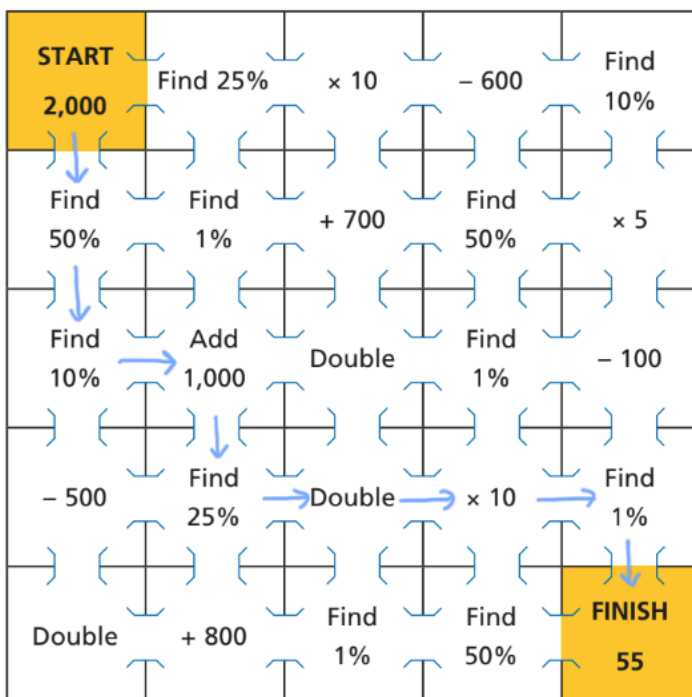 START
2,000
Find 25%
× 10
– 600
Find
10%
Find
50%
Find
1%
+ 700
Find
50%
× 5
Find
10%
Add
1,000
Double
Find
1%
– 100
– 500
Find
25%
Double
× 10
Find
1%
Double
+ 800
Find
1%
Find
50%
FINISH
55